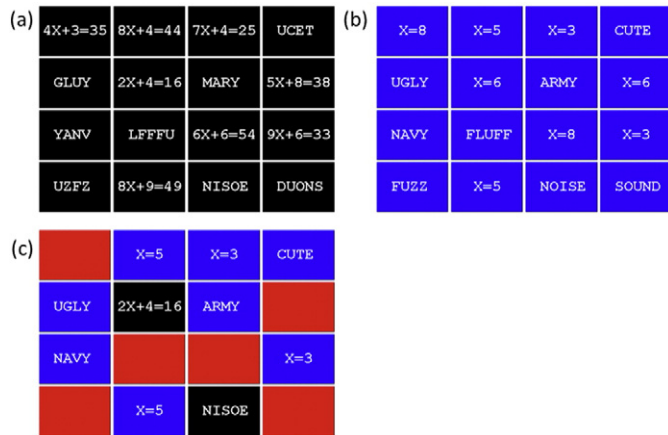 (a)
4X+3=35 8X+4=44 7X+4=25 UCET
GLUY 2X+4=16 MARY 5X+8=38
YANV LFFFU 6X+6=54 9X+6=33
UZFZ 8X+9=49 NISOE DUONS
(b)
X=8 X=5 X=3 CUTE
UGLY X=6 ARMY X=6
NAVY FLUFF X=8 X=3
FUZZ X=5 NOISE SOUND
(c)
X=5 X=3 CUTE
UGLY 2X+4=16 ARMY
NAVY X=3
X=5 NISOE